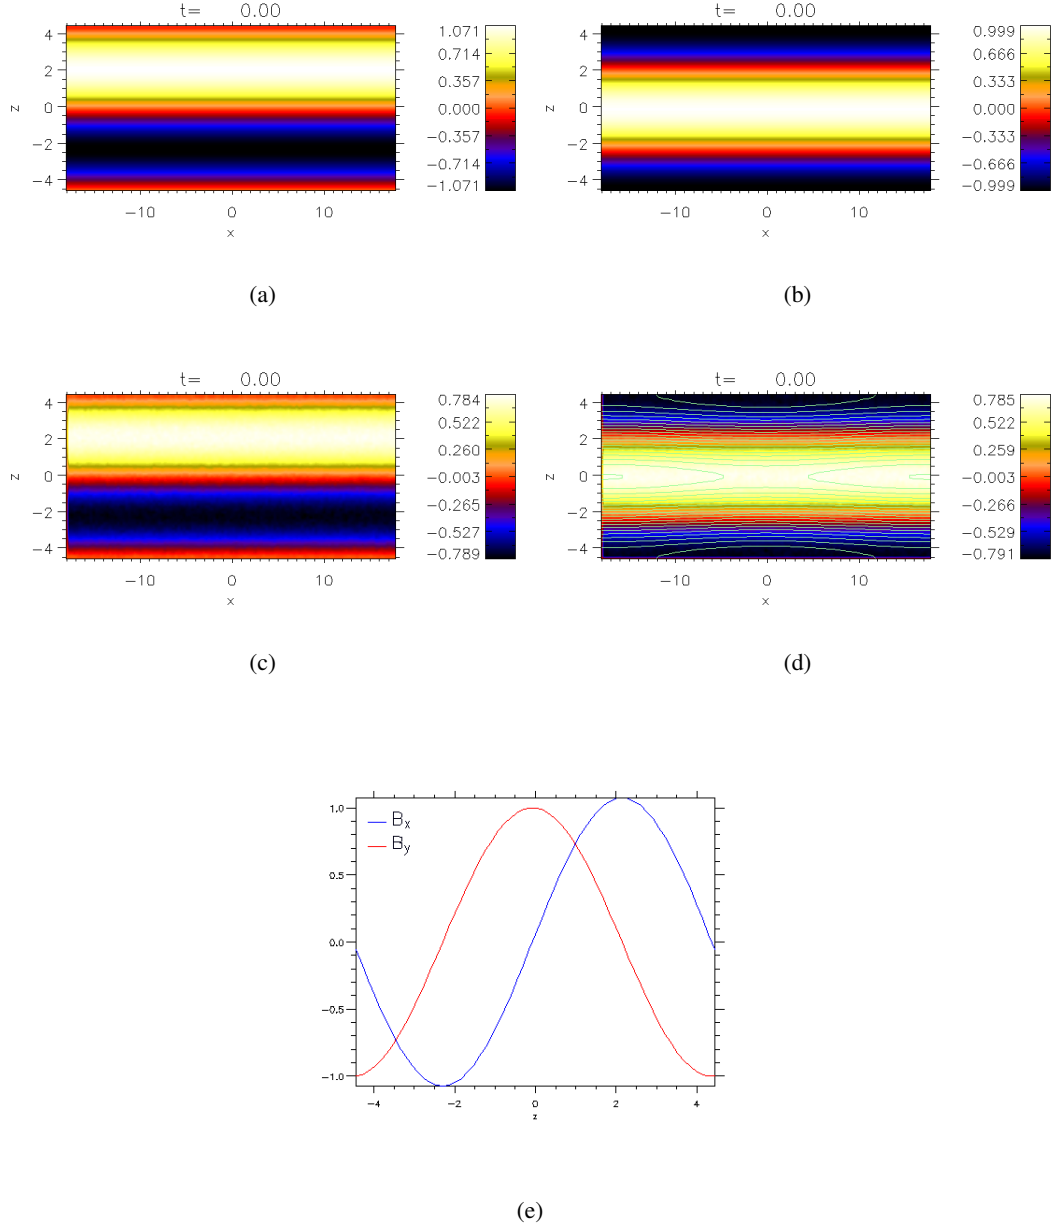 t= 0.00
1.071
0.714
0.357
0.000
−0.357
−0.714
−1.071
4
2
0
−2
−4
z
−10 0 10
x
(a)
t= 0.00
0.999
0.666
0.333
0.000
−0.333
−0.666
−0.999
4
2
0
−2
−4
z
−10 0 10
x
(b)
t= 0.00
0.784
0.522
0.260
−0.003
−0.265
−0.527
−0.789
4
2
0
−2
−4
z
−10 0 10
x
(c)
t= 0.00
0.785
0.522
0.259
−0.003
−0.266
−0.529
−0.791
4
2
0
−2
−4
z
−10 0 10
x
(d)
1.0
0.5
0.0
−0.5
−1.0
Bx
By
−4 −2 0 2 4
z
(e)